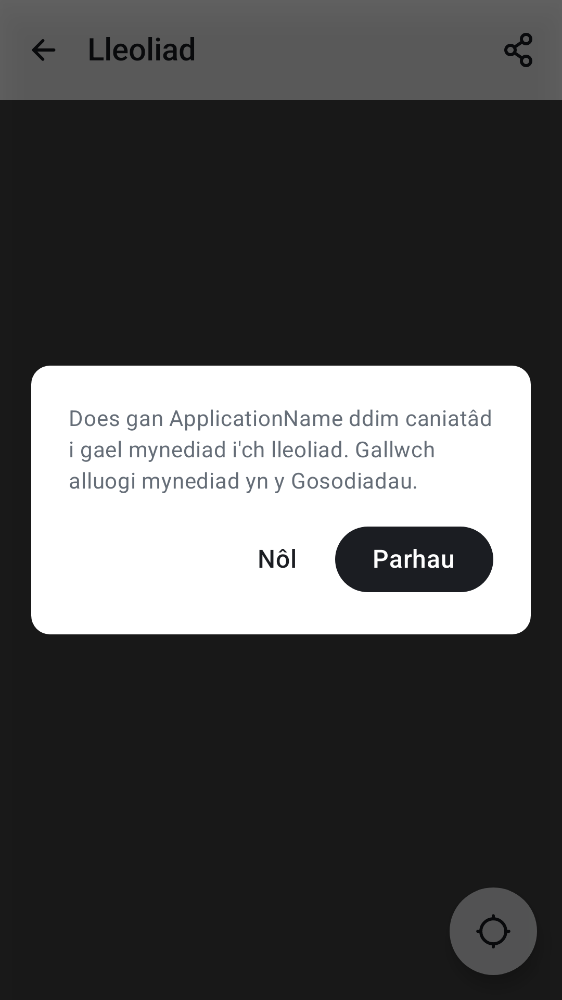 Lleoliad
Does gan ApplicationName ddim caniatâd
i gael mynediad i'ch lleoliad. Gallwch
alluogi mynediad yn y Gosodiadau.
Nôl
Parhau